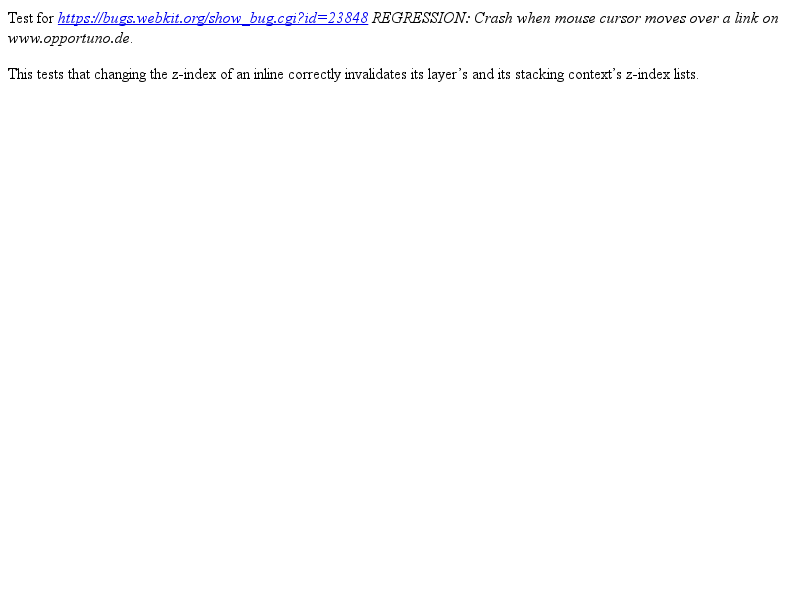 Test for https://bugs.webkit.org/show_bug.cgi?id=23848 REGRESSION: Crash when mouse cursor moves over a link on
www.opportuno.de.
This tests that changing the z-index of an inline correctly invalidates its layer’s and its stacking context’s z-index lists.